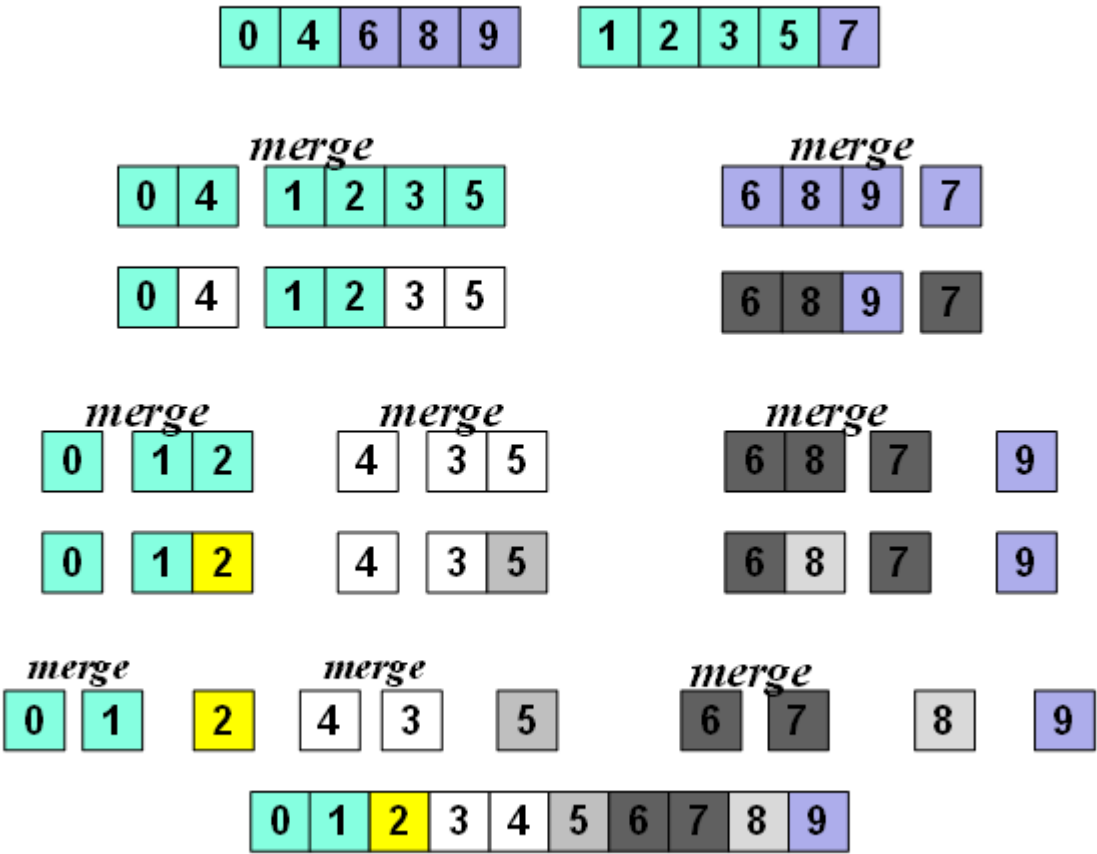 0 4 6 8 9 1 2 3 5 7
merge merge
0 4 1 2 3 5 6 8 9 7
0 4 1 2 3 5 6 8 9 7
merge merge merge
0 1 2 4 3 5 6 8 7 9
0 1 2 4 3 5 6 8 7 9
merge merge merge
0 1 2 4 3 5 6 7 8 9
0 1 2 3 4 5 6 7 8 9